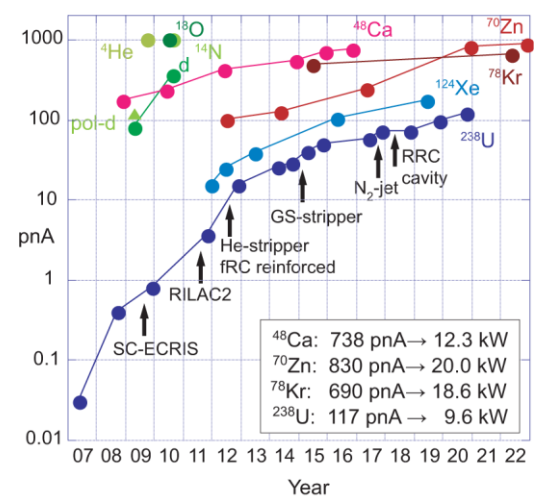 1000
100
10
pnA
1
0.1
0.01
⁴He
¹⁸O
¹⁴N
d
pol-d
⁴⁸Ca
⁷⁰Zn
⁷⁸Kr
¹²⁴Xe
²³⁸U
RRC
cavity
N₂-jet
GS-stripper
He-stripper
fRC reinforced
RILAC2
SC-ECRIS
⁴⁸Ca: 738 pnA→ 12.3 kW
⁷⁰Zn: 830 pnA→ 20.0 kW
⁷⁸Kr: 690 pnA→ 18.6 kW
²³⁸U: 117 pnA→ 9.6 kW
07 08 09 10 11 12 13 14 15 16 17 18 19 20 21 22
Year